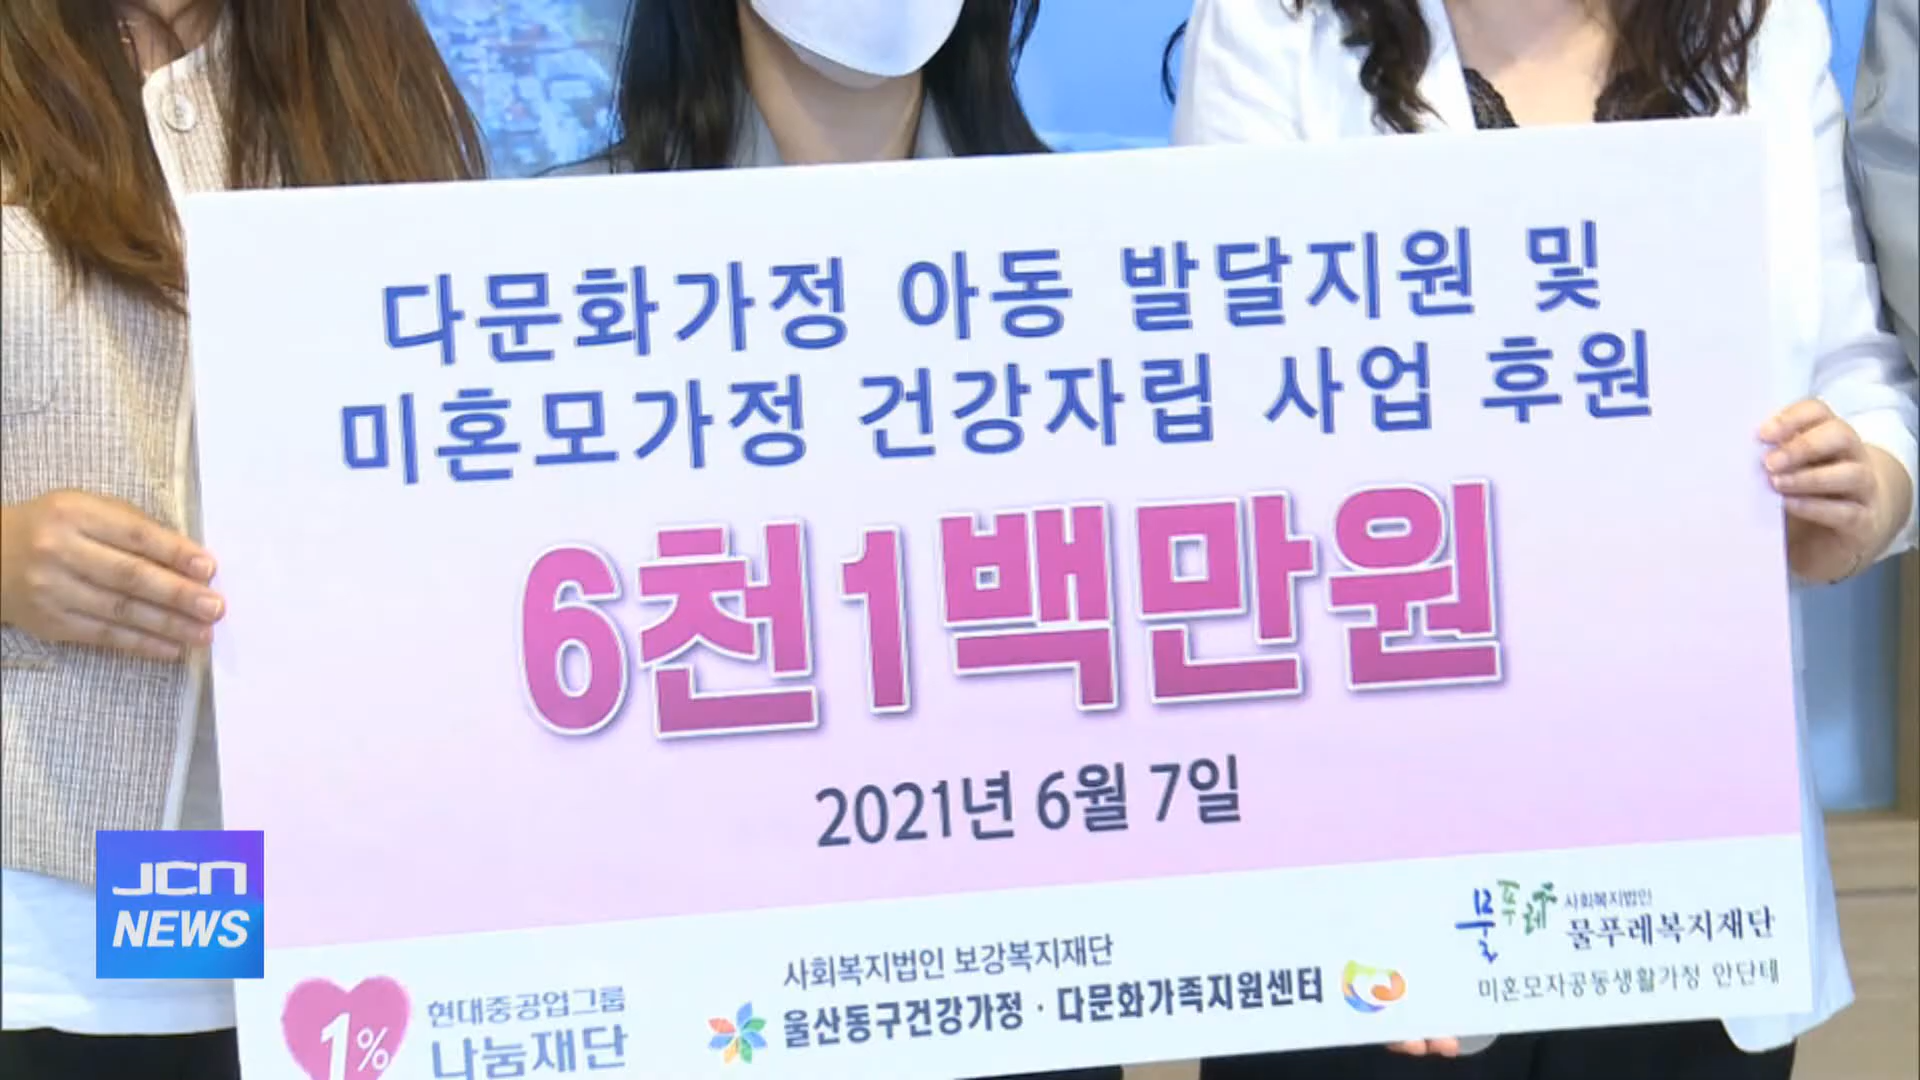 다문화가정 아동 발달지원 및
미혼모가정 건강자립 사업 후원
6천1백만원
2021년 6월 7일
JCN
NEWS
1%
현대중공업그룹
나눔재단
사회복지법인 보강복지재단
울산동구건강가정·다문화가족지원센터
물푸레
사회복지법인
물푸레복지재단
미혼모자공동생활가정 안단테